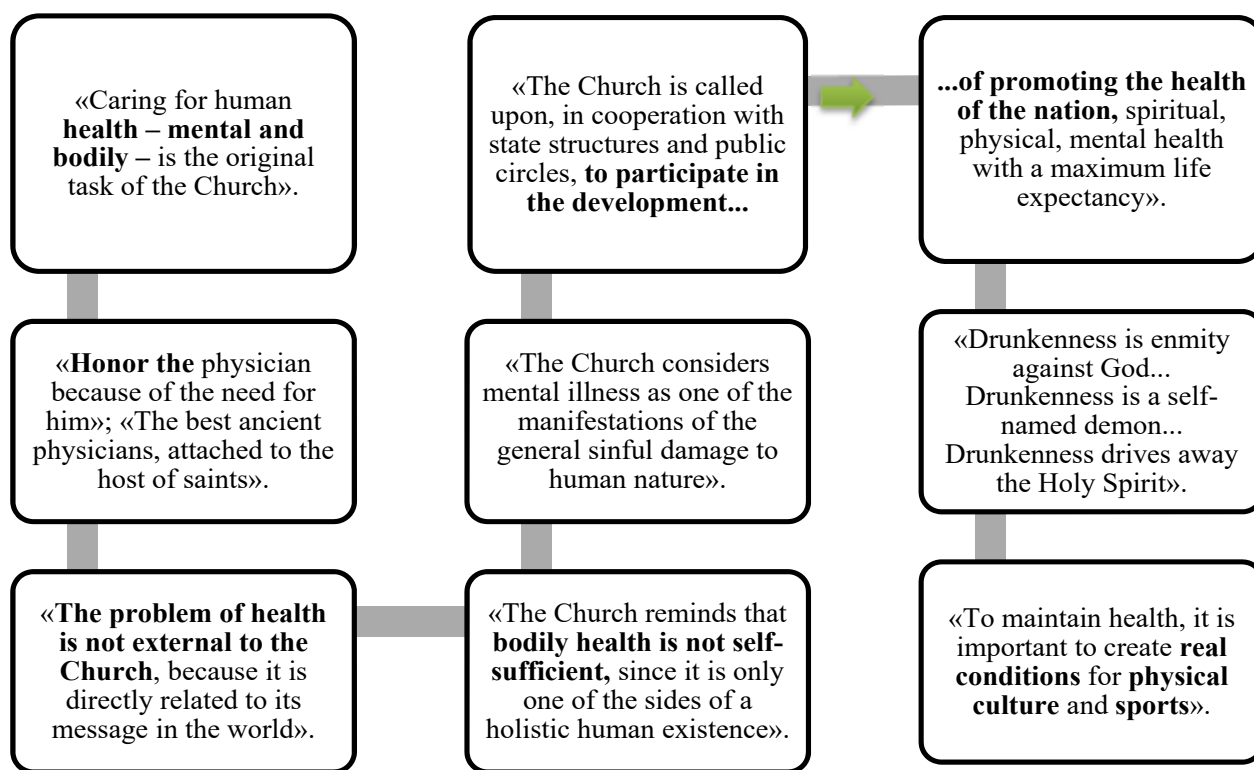 «Caring for human
health – mental and
bodily – is the original
task of the Church».
«Honor the physician
because of the need for
him»; «The best ancient
physicians, attached to the
host of saints».
«The problem of health
is not external to the
Church, because it is
directly related to its
message in the world».
«The Church reminds that
bodily health is not self-
sufficient, since it is only
one of the sides of a
holistic human existence».
«The Church considers
mental illness as one of the
manifestations of the
general sinful damage to
human nature».
«The Church is called
upon, in cooperation with
state structures and public
circles, to participate in
the development...
...of promoting the health
of the nation, spiritual,
physical, mental health
with a maximum life
expectancy».
«Drunkenness is enmity
against God...
Drunkenness is a self-
named demon...
Drunkenness drives away
the Holy Spirit».
«To maintain health, it is
important to create real
conditions for physical
culture and sports».